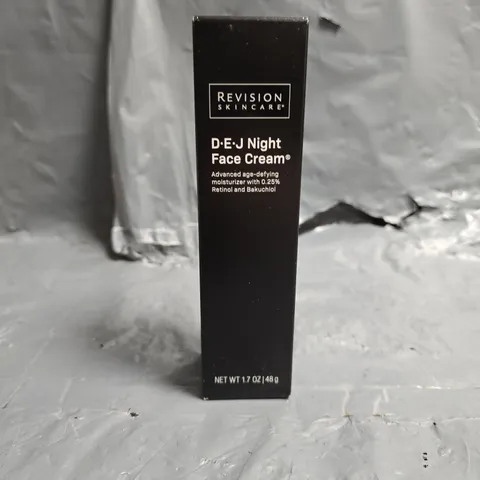 REVISION
SKINCARE®
D·E·J Night
Face Cream®
Advanced age-defying
moisturizer with 0.25%
Retinol and Bakuchiol
NET WT 1.7 OZ | 48 g